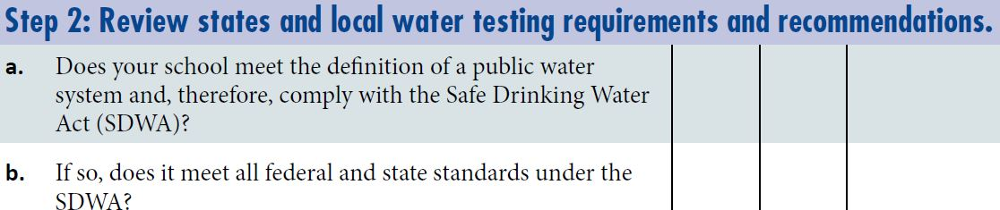 Step 2: Review states and local water testing requirements and recommendations.
a. Does your school meet the definition of a public water
system and, therefore, comply with the Safe Drinking Water
Act (SDWA)?
b. If so, does it meet all federal and state standards under the
SDWA?